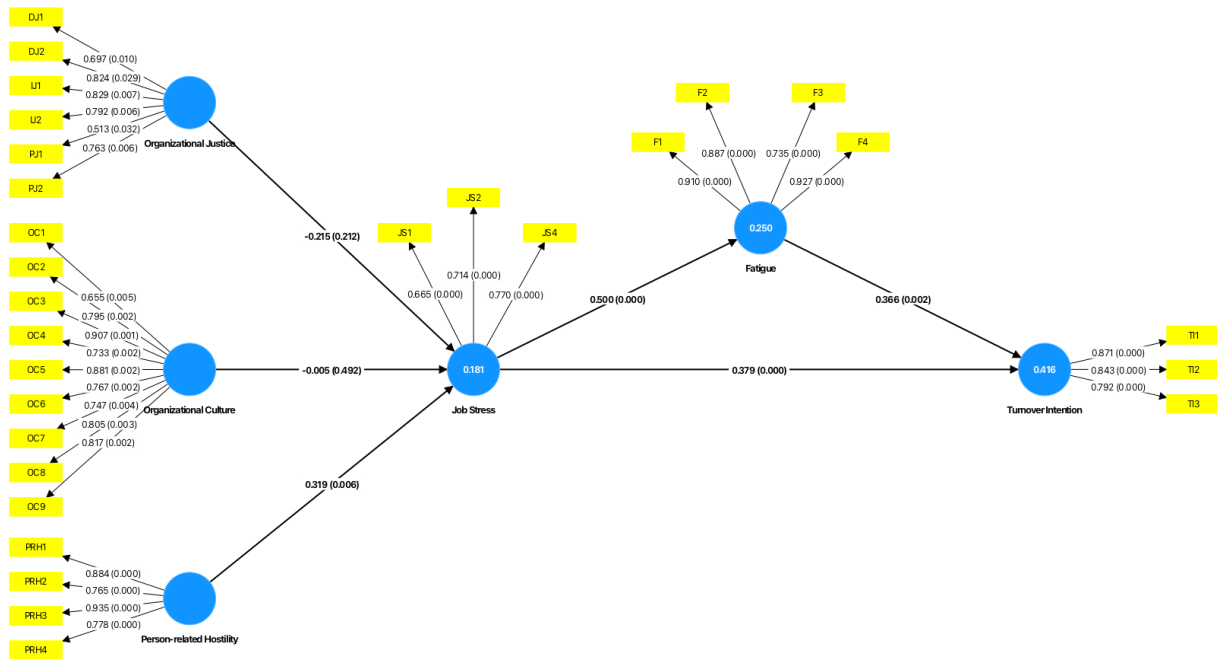 DJ1
DJ2
IJ1
IJ2
PJ1
PJ2
0.697 (0.010)
0.824 (0.029)
0.829 (0.007)
0.792 (0.006)
0.513 (0.032)
0.763 (0.006)
Organizational Justice
-0.215 (0.212)
OC1
OC2
OC3
OC4
OC5
OC6
OC7
OC8
OC9
0.655 (0.005)
0.795 (0.002)
0.907 (0.001)
0.733 (0.002)
0.881 (0.002)
0.767 (0.002)
0.747 (0.004)
0.805 (0.003)
0.817 (0.002)
Organizational Culture
-0.005 (0.492)
PRH1
PRH2
PRH3
PRH4
0.884 (0.000)
0.765 (0.000)
0.935 (0.000)
0.778 (0.000)
Person-related Hostility
0.319 (0.006)
JS1
JS2
JS4
0.665 (0.000)
0.714 (0.000)
0.770 (0.000)
0.181
Job Stress
0.500 (0.000)
0.379 (0.000)
F1
F2
F3
F4
0.910 (0.000)
0.887 (0.000)
0.735 (0.000)
0.927 (0.000)
0.250
Fatigue
0.366 (0.002)
0.416
Turnover Intention
0.871 (0.000)
0.843 (0.000)
0.792 (0.000)
TI1
TI2
TI3